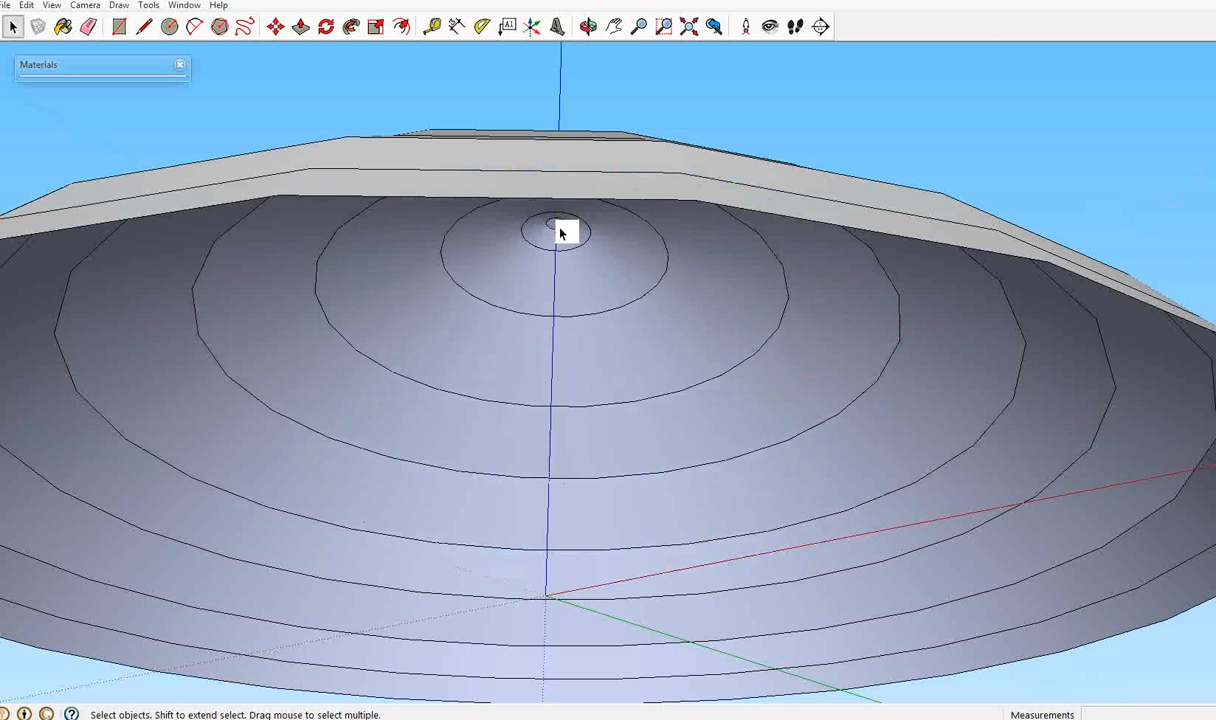 File Edit View Camera Draw Tools Window Help
A1
Materials
Select objects. Shift to extend select. Drag mouse to select multiple.
Measurements